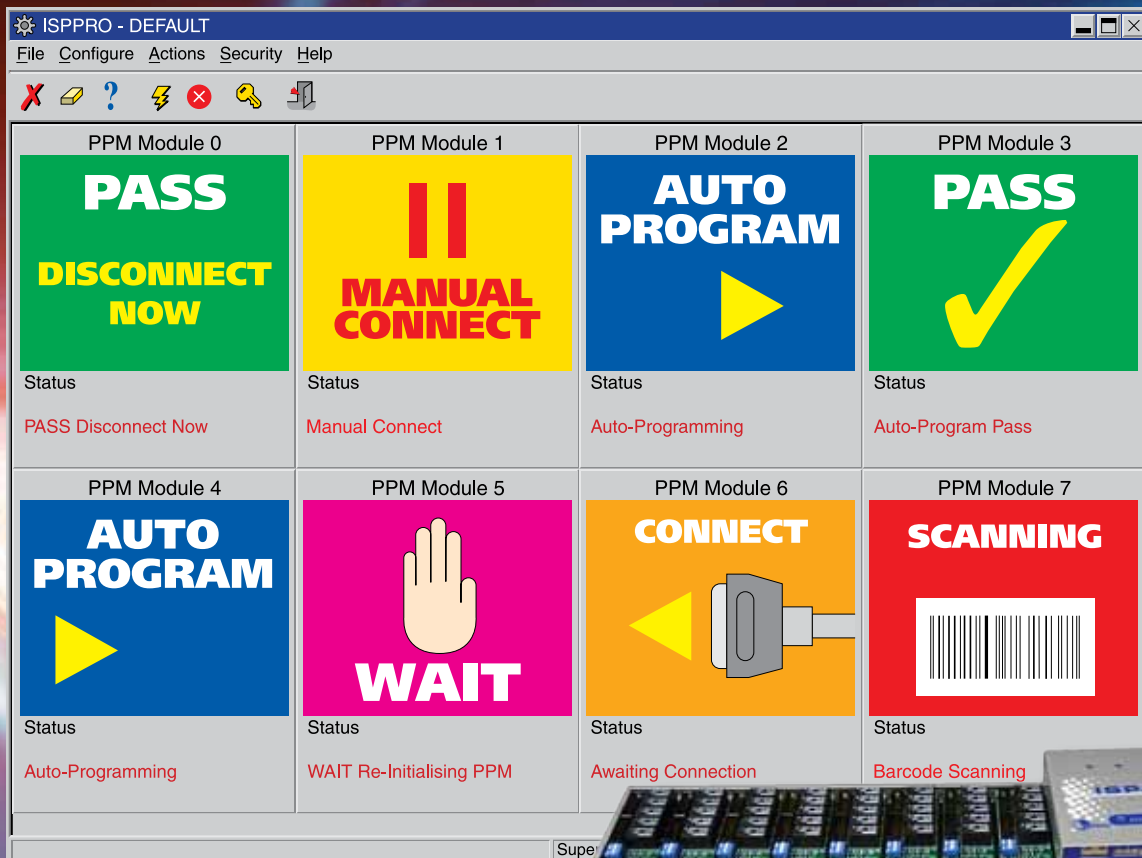 ISPPRO - DEFAULT
File Configure Actions Security Help
PPM Module 0
PASS
DISCONNECT
NOW
Status
PASS Disconnect Now
PPM Module 1
MANUAL
CONNECT
Status
Manual Connect
PPM Module 2
AUTO
PROGRAM
Status
Auto-Programming
PPM Module 3
PASS
Status
Auto-Program Pass
PPM Module 4
AUTO
PROGRAM
Status
Auto-Programming
PPM Module 5
WAIT
Status
WAIT Re-Initialising PPM
PPM Module 6
CONNECT
Status
Awaiting Connection
PPM Module 7
SCANNING
Status
Barcode Scanning